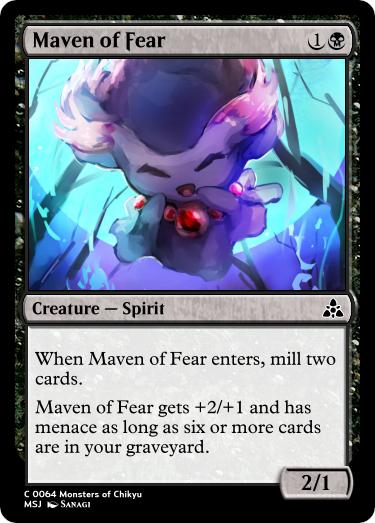 Maven of Fear 1
Creature — Spirit
When Maven of Fear enters, mill two
cards.
Maven of Fear gets +2/+1 and has
menace as long as six or more cards
are in your graveyard.
2/1
C 0064 Monsters of Chikyu
MSJ Sanagi